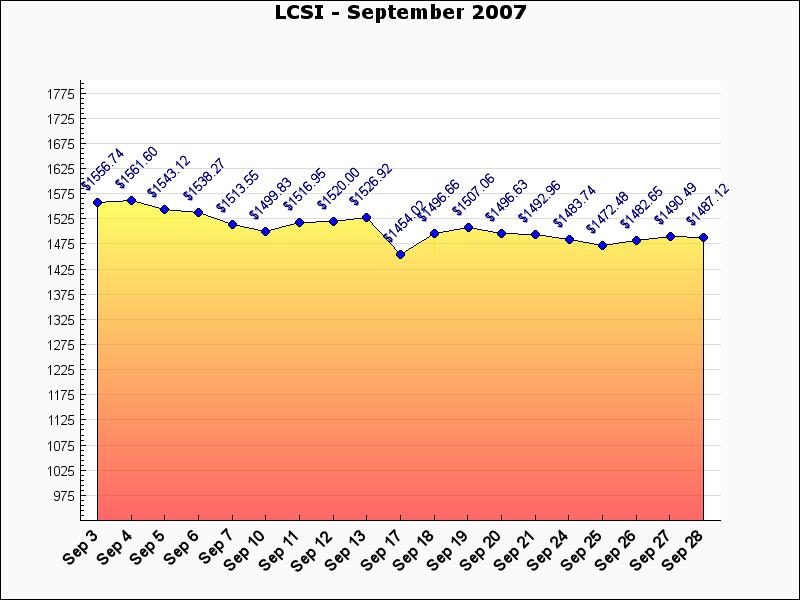 LCSI - September 2007
1775
1725
1675
1625
1575
1525
1475
1425
1375
1325
1275
1225
1175
1125
1075
1025
975
$1556.74
$1561.60
$1543.12
$1538.27
$1513.55
$1499.83
$1516.95
$1520.00
$1526.92
$1454.02
$1496.66
$1507.06
$1496.63
$1492.96
$1483.74
$1472.48
$1482.65
$1490.49
$1487.12
Sep 3
Sep 4
Sep 5
Sep 6
Sep 7
Sep 10
Sep 11
Sep 12
Sep 13
Sep 17
Sep 18
Sep 19
Sep 20
Sep 21
Sep 24
Sep 25
Sep 26
Sep 27
Sep 28